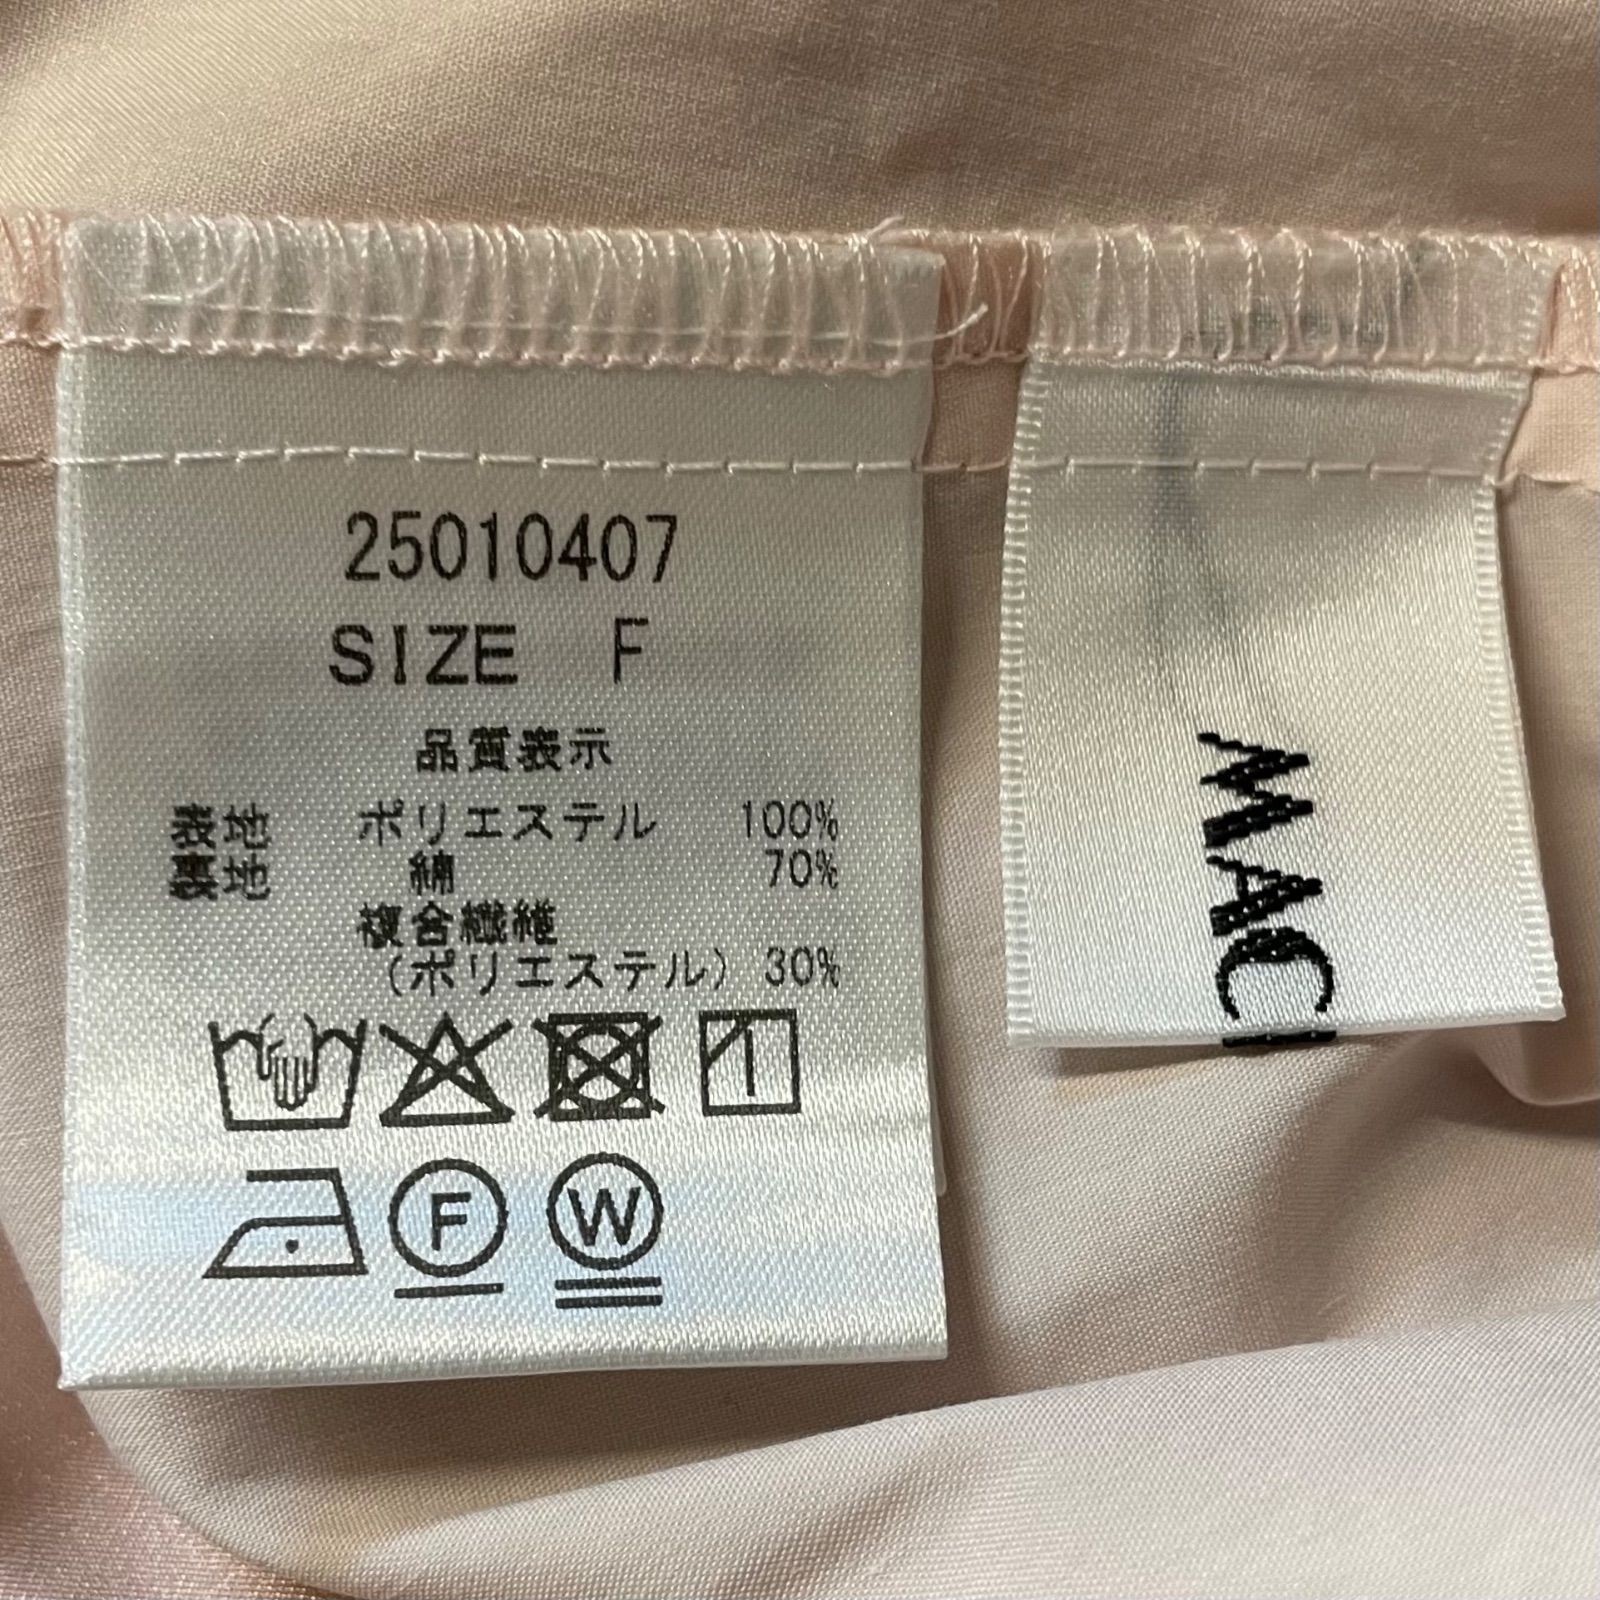 25010407
SIZE F
品質表示
表地 ポリエステル 100%
裏地 綿 70%
複合繊維
(ポリエステル) 30%
F
W
MAC